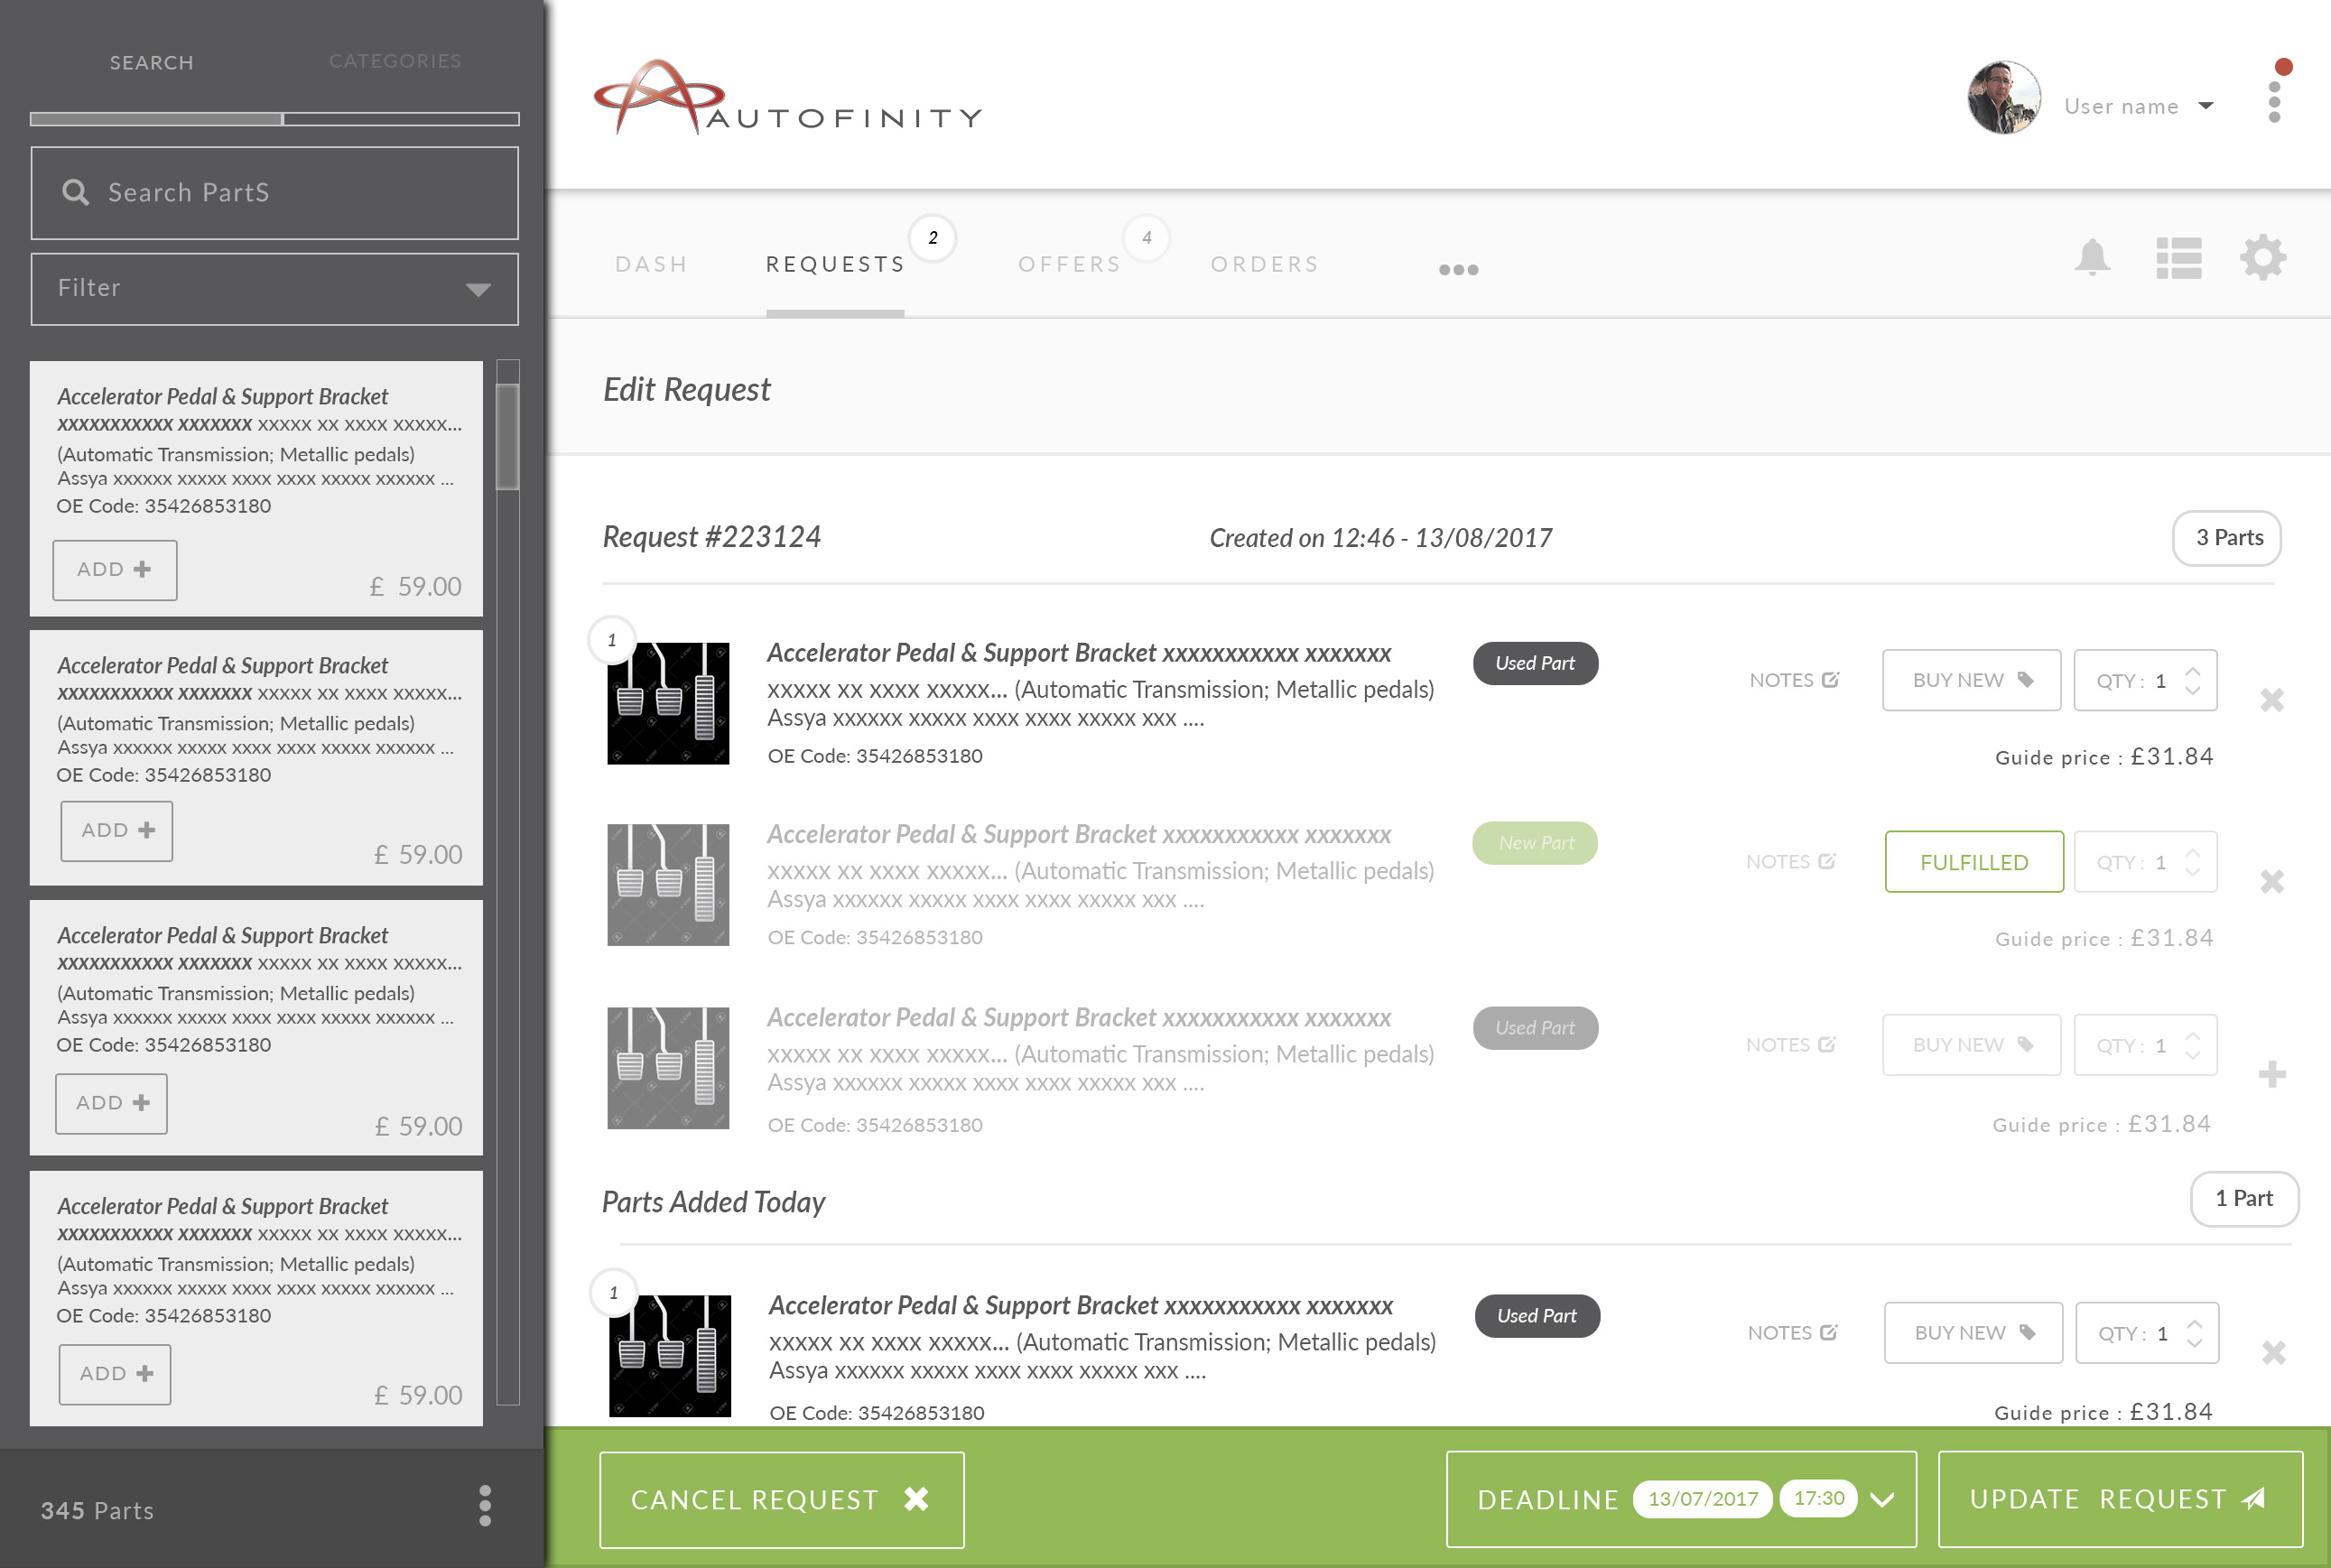 SEARCH
CATEGORIES
Search PartS
Filter
Accelerator Pedal & Support Bracket
xxxxxxxxxxx xxxxxxx xxxxx xx xxxx xxxxx...
(Automatic Transmission; Metallic pedals)
Assya xxxxxx xxxxx xxxx xxxx xxxxx xxxxxx ...
OE Code: 35426853180
ADD
£ 59.00
Accelerator Pedal & Support Bracket
xxxxxxxxxxx xxxxxxx xxxxx xx xxxx xxxxx...
(Automatic Transmission; Metallic pedals)
Assya xxxxxx xxxxx xxxx xxxx xxxxx xxxxxx ...
OE Code: 35426853180
ADD
£ 59.00
Accelerator Pedal & Support Bracket
xxxxxxxxxxx xxxxxxx xxxxx xx xxxx xxxxx...
(Automatic Transmission; Metallic pedals)
Assya xxxxxx xxxxx xxxx xxxx xxxxx xxxxxx ...
OE Code: 35426853180
ADD
£ 59.00
Accelerator Pedal & Support Bracket
xxxxxxxxxxx xxxxxxx xxxxx xx xxxx xxxxx...
(Automatic Transmission; Metallic pedals)
Assya xxxxxx xxxxx xxxx xxxx xxxxx xxxxxx ...
OE Code: 35426853180
ADD
£ 59.00
345 Parts
AUTOFINITY
User name
DASH
REQUESTS
2
OFFERS
4
ORDERS
Edit Request
Request #223124
Created on 12:46 - 13/08/2017
3 Parts
1
Accelerator Pedal & Support Bracket xxxxxxxxxxx xxxxxxx
xxxxx xx xxxx xxxxx... (Automatic Transmission; Metallic pedals)
Assya xxxxxx xxxxx xxxx xxxx xxxxx xxx ....
OE Code: 35426853180
Used Part
NOTES
BUY NEW
QTY : 1
Guide price : £31.84
Accelerator Pedal & Support Bracket xxxxxxxxxxx xxxxxxx
xxxxx xx xxxx xxxxx... (Automatic Transmission; Metallic pedals)
Assya xxxxxx xxxxx xxxx xxxx xxxxx xxx ....
OE Code: 35426853180
New Part
NOTES
FULFILLED
QTY : 1
Guide price : £31.84
Accelerator Pedal & Support Bracket xxxxxxxxxxx xxxxxxx
xxxxx xx xxxx xxxxx... (Automatic Transmission; Metallic pedals)
Assya xxxxxx xxxxx xxxx xxxx xxxxx xxx ....
OE Code: 35426853180
Used Part
NOTES
BUY NEW
QTY : 1
Guide price : £31.84
Parts Added Today
1 Part
1
Accelerator Pedal & Support Bracket xxxxxxxxxxx xxxxxxx
xxxxx xx xxxx xxxxx... (Automatic Transmission; Metallic pedals)
Assya xxxxxx xxxxx xxxx xxxx xxxxx xxx ....
OE Code: 35426853180
Used Part
NOTES
BUY NEW
QTY : 1
Guide price : £31.84
CANCEL REQUEST
DEADLINE 13/07/2017 17:30
UPDATE REQUEST